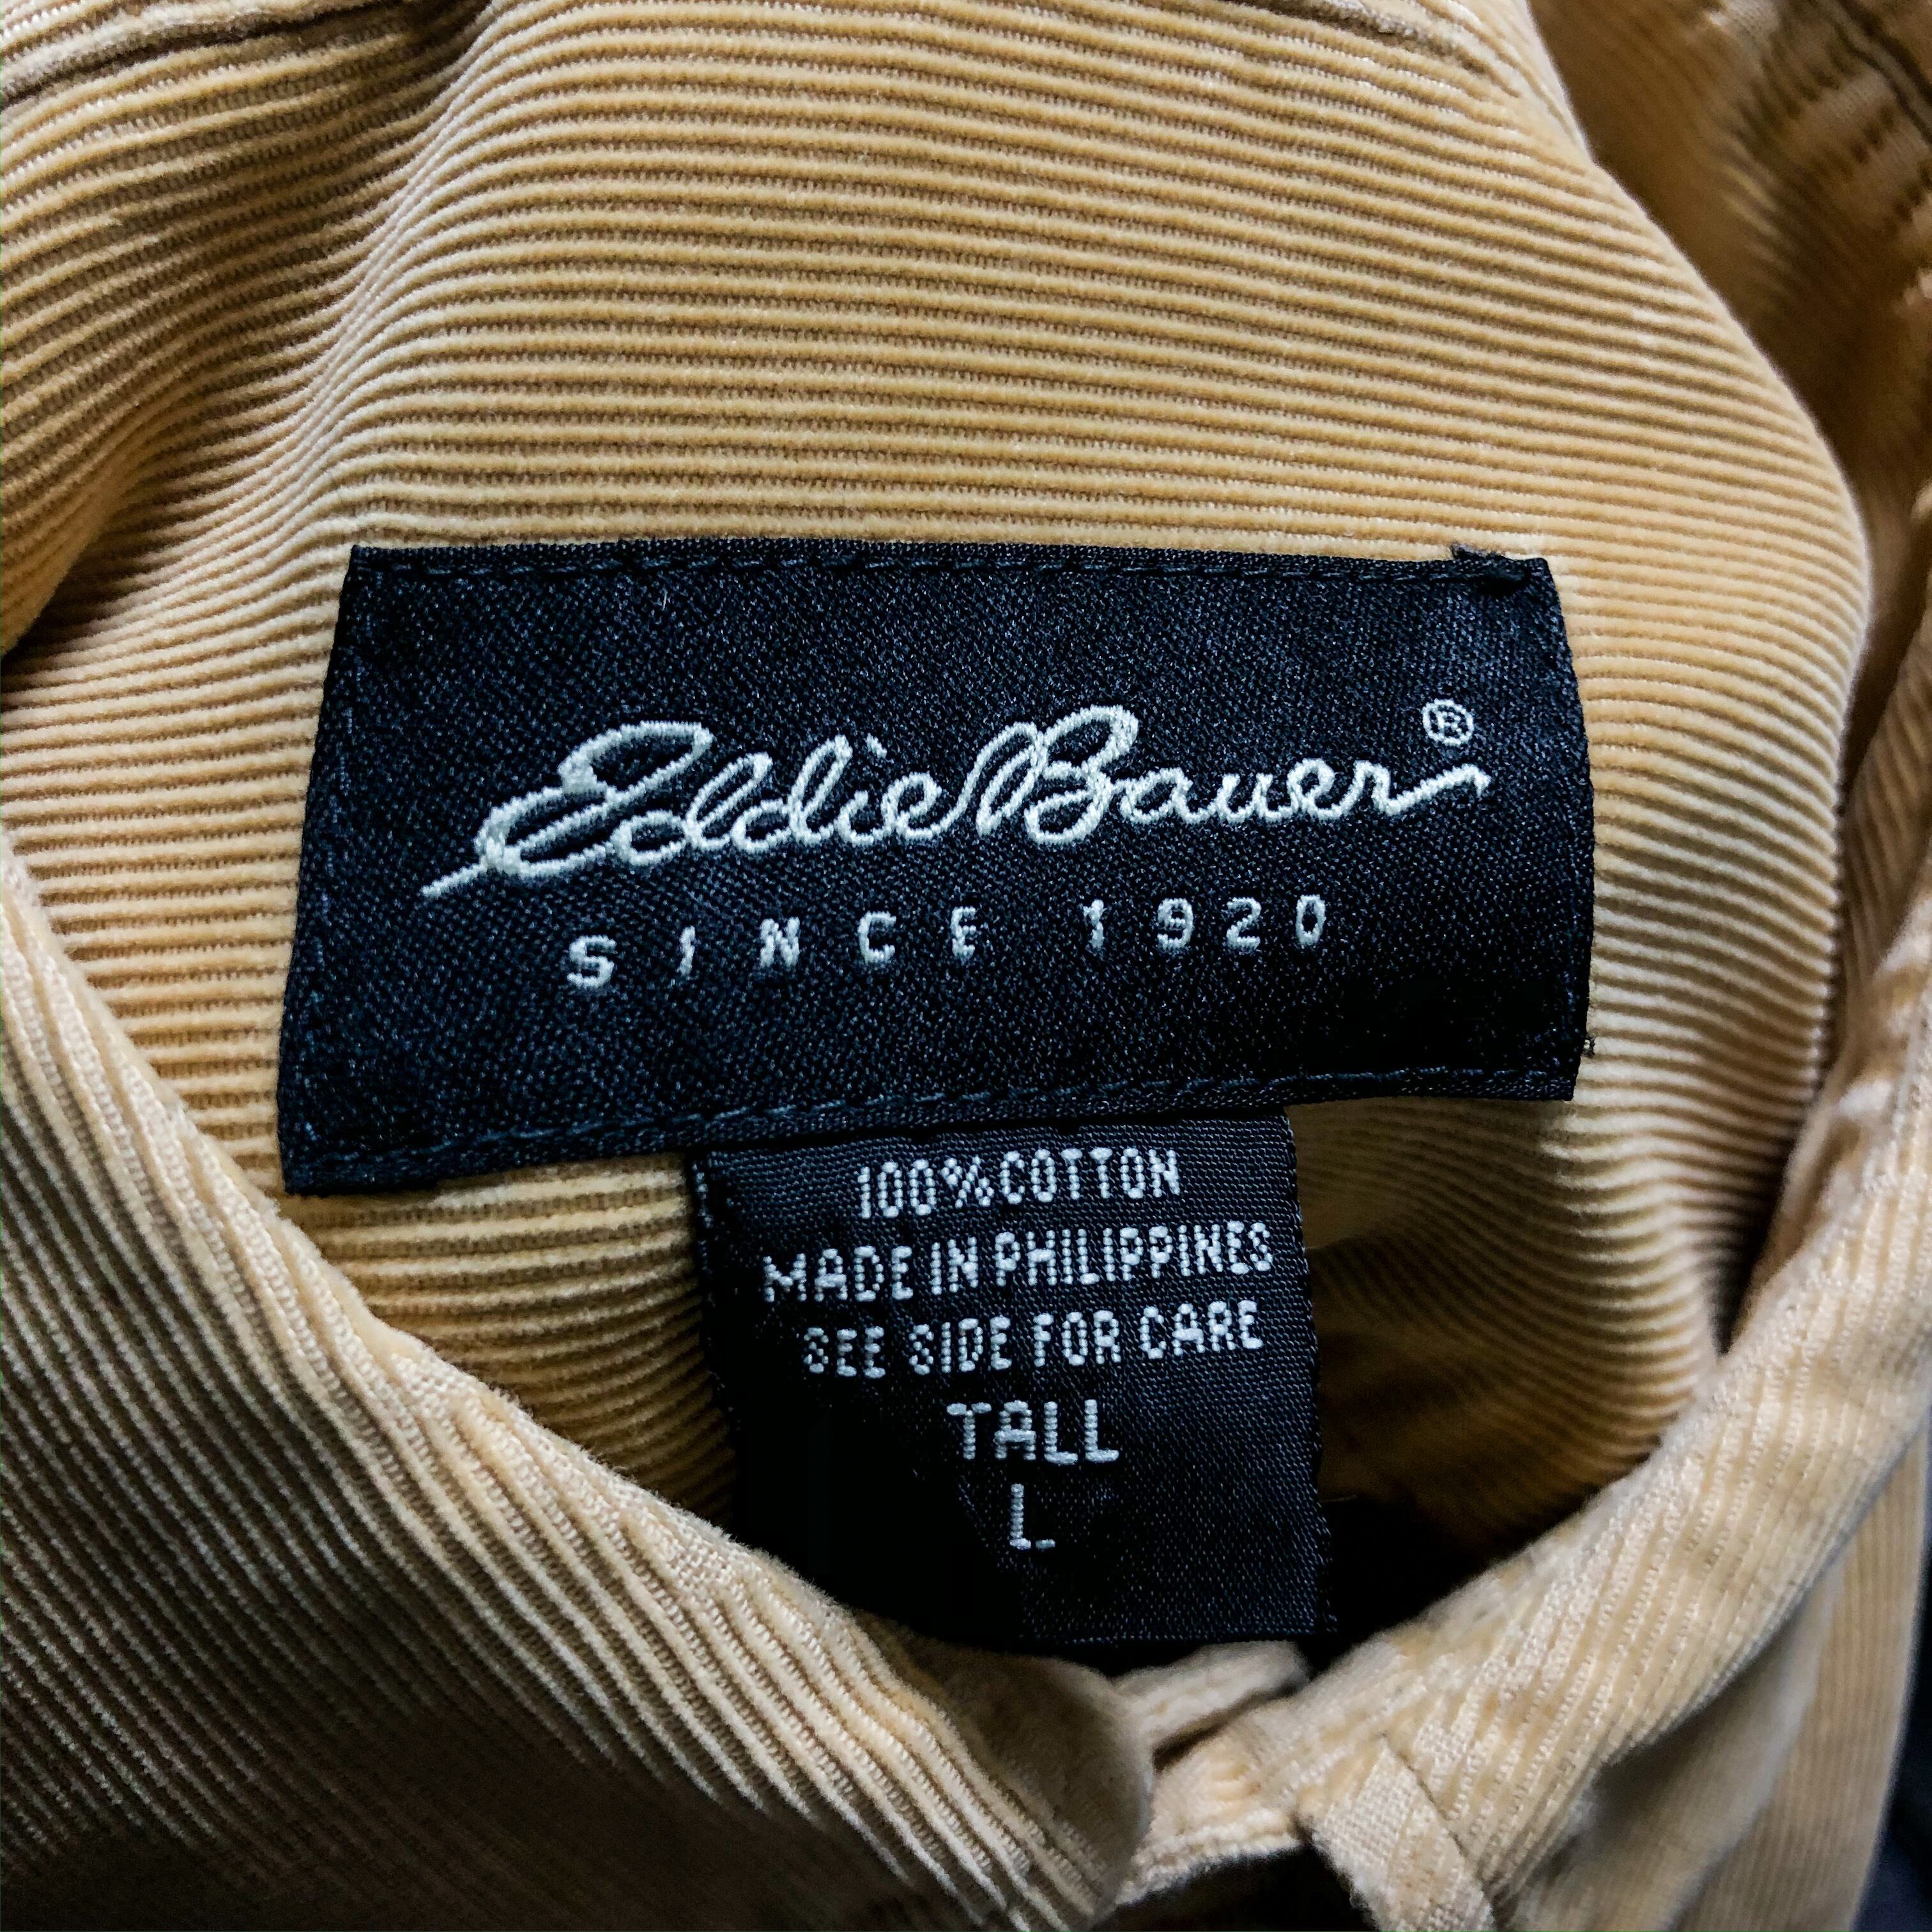 Eddie Bauer®
SINCE 1920
100% COTTON
MADE IN PHILIPPINES
SEE SIDE FOR CARE
TALL
L